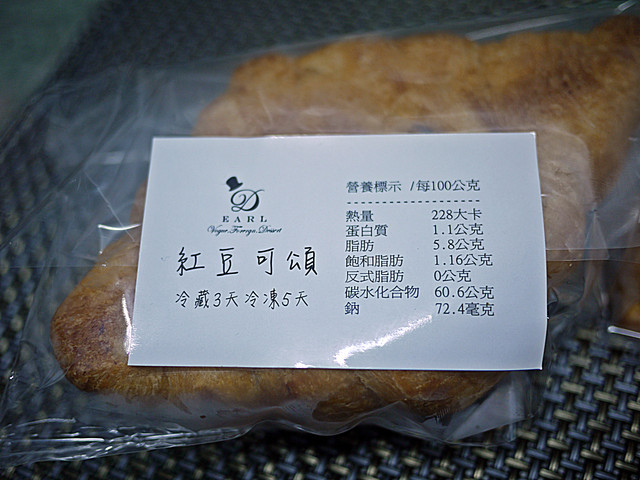 D
EARL
紅豆可頌
冷藏3天冷凍5天
營養標示 /每100公克
熱量 228大卡
蛋白質 1.1公克
脂肪 5.8公克
飽和脂肪 1.16公克
反式脂肪 0公克
碳水化合物 60.6公克
鈉 72.4毫克